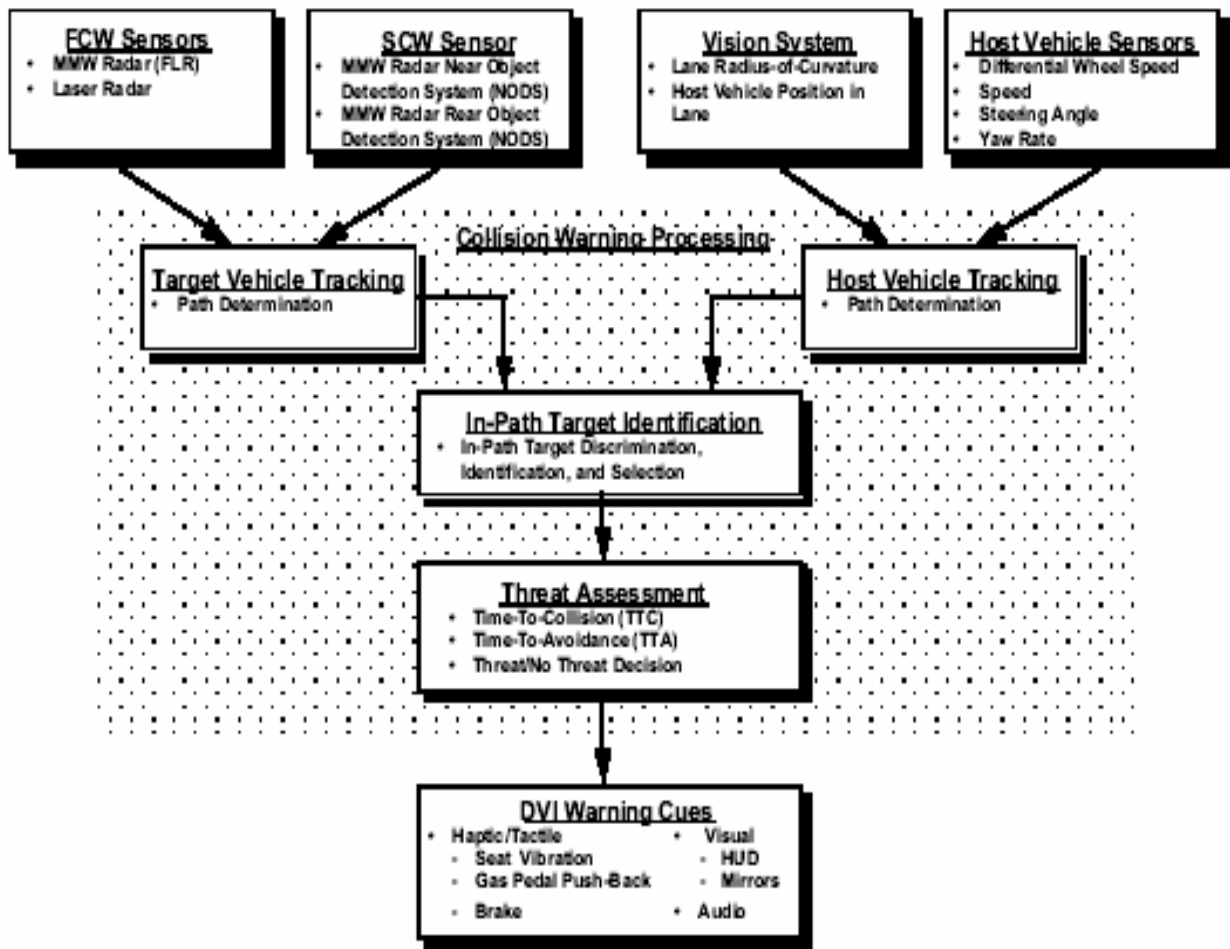 FCW Sensors
• MMW Radar (FLR)
• Laser Radar
SCW Sensor
• MMW Radar Near Object
Detection System (NODS)
• MMW Radar Rear Object
Detection System (NODS)
Vision System
• Lane Radius-of-Curvature
• Host Vehicle Position in
Lane
Host Vehicle Sensors
• Differential Wheel Speed
• Speed
• Steering Angle
• Yaw Rate
Collision Warning Processing
Target Vehicle Tracking
• Path Determination
Host Vehicle Tracking
• Path Determination
In-Path Target Identification
• In-Path Target Discrimination,
Identification, and Selection
Threat Assessment
• Time-To-Collision (TTC)
• Time-To-Avoidance (TTA)
• Threat/No Threat Decision
DVI Warning Cues
• Haptic/Tactile
- Seat Vibration
- Gas Pedal Push-Back
- Brake
• Visual
- HUD
- Mirrors
• Audio